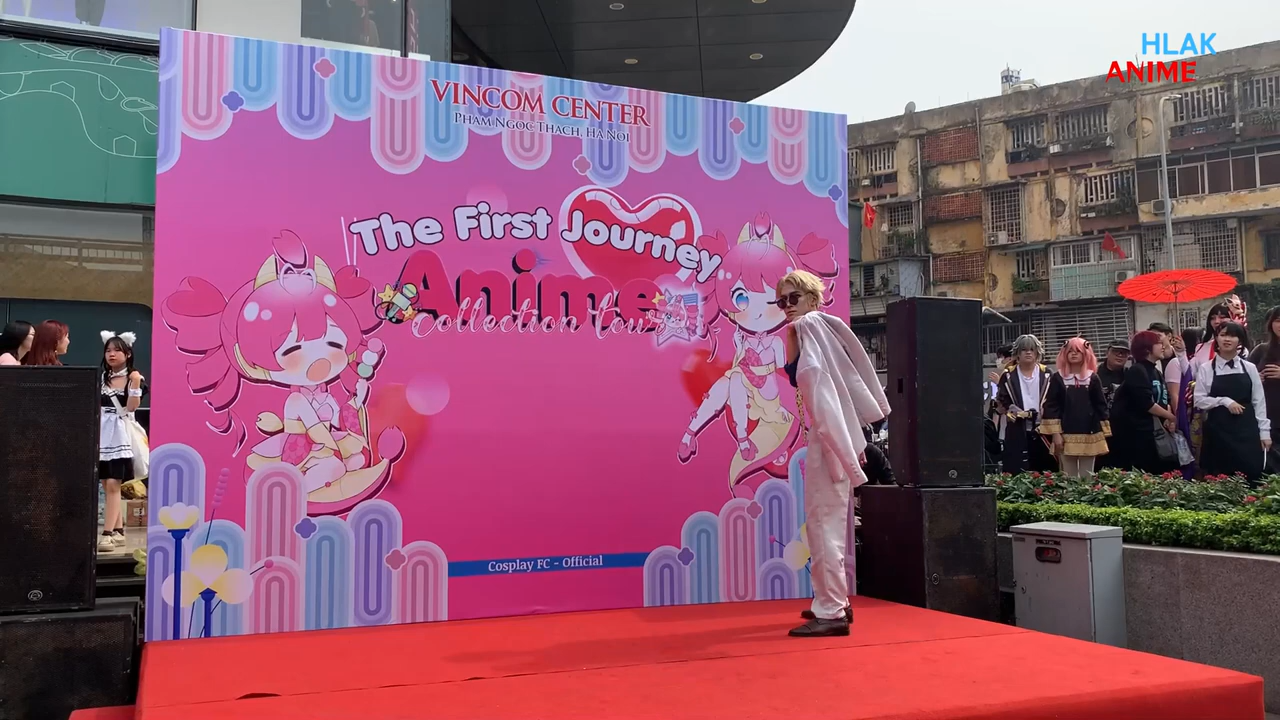 HLAK
ANIME
VINCOM CENTER
PHAM NGOC THACH, HA NOI
The First Journey
Anime
collection tour
Cosplay FC - Official